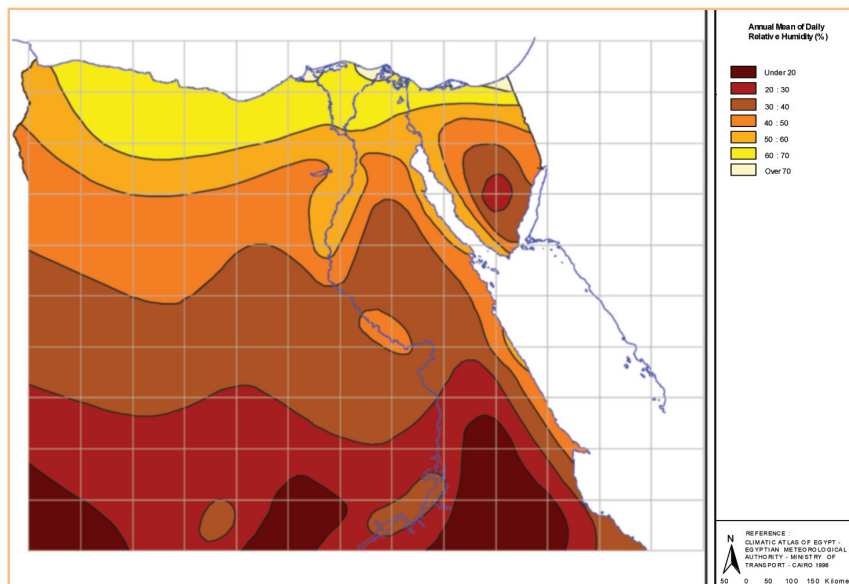 Annual Mean of Daily
Relative Humidity (%)
Under 20
20 : 30
30 : 40
40 : 50
50 : 60
60 : 70
Over 70
N
REFERENCE :
CLIMATIC ATLAS OF EGYPT -
EGYPTIAN METEOROLOGICAL
AUTHORITY - MINISTRY OF
TRANSPORT - CAIRO 1996
50 0 50 100 150 Kilome